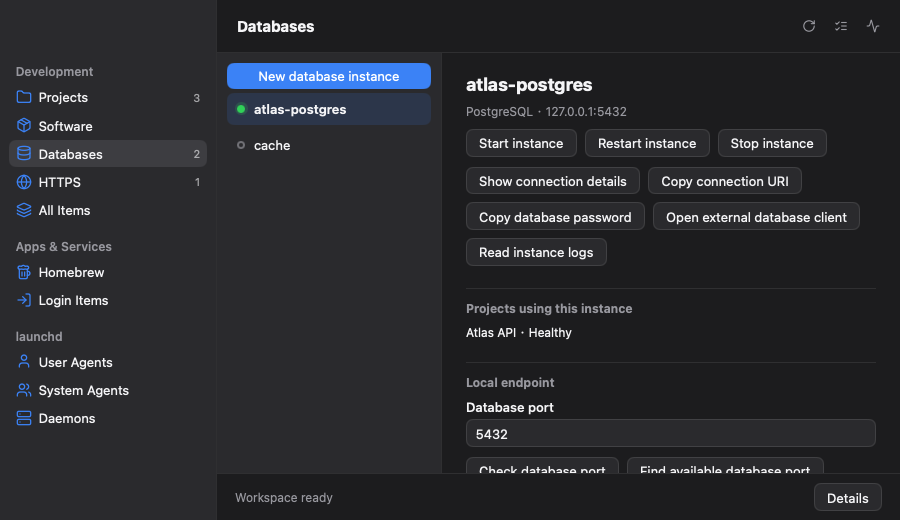 Databases
Development
Projects 3
Software
Databases 2
HTTPS 1
All Items
Apps & Services
Homebrew
Login Items
launchd
User Agents
System Agents
Daemons
New database instance
atlas-postgres
cache
atlas-postgres
PostgreSQL · 127.0.0.1:5432
Start instance Restart instance Stop instance
Show connection details Copy connection URI
Copy database password Open external database client
Read instance logs
Projects using this instance
Atlas API · Healthy
Local endpoint
Database port
5432
Check database port Find available database port
Workspace ready
Details